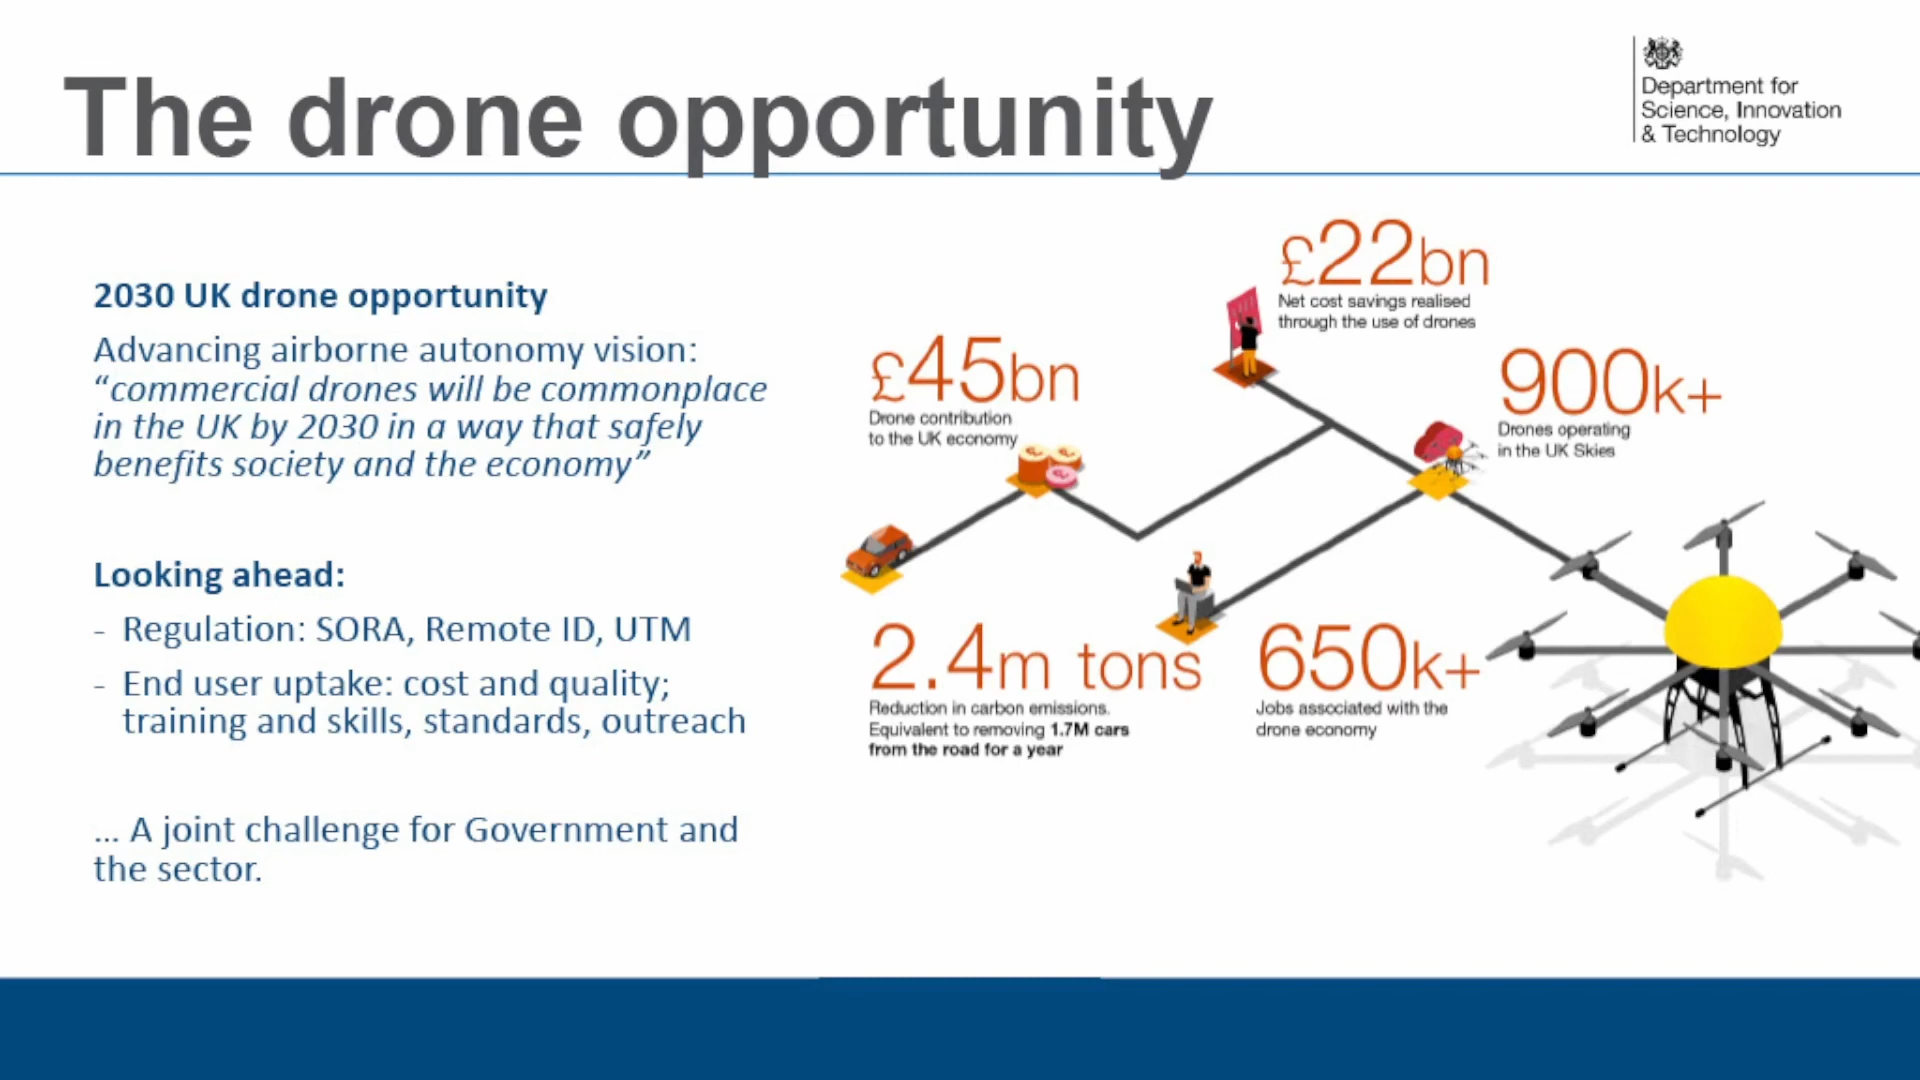 The drone opportunity
Department for
Science, Innovation
& Technology
2030 UK drone opportunity
Advancing airborne autonomy vision:
“commercial drones will be commonplace
in the UK by 2030 in a way that safely
benefits society and the economy”
Looking ahead:
- Regulation: SORA, Remote ID, UTM
- End user uptake: cost and quality;
training and skills, standards, outreach
... A joint challenge for Government and
the sector.
£22bn
Net cost savings realised
through the use of drones
£45bn
Drone contribution
to the UK economy
900k+
Drones operating
in the UK Skies
2.4m tons
Reduction in carbon emissions.
Equivalent to removing 1.7M cars
from the road for a year
650k+
Jobs associated with the
drone economy